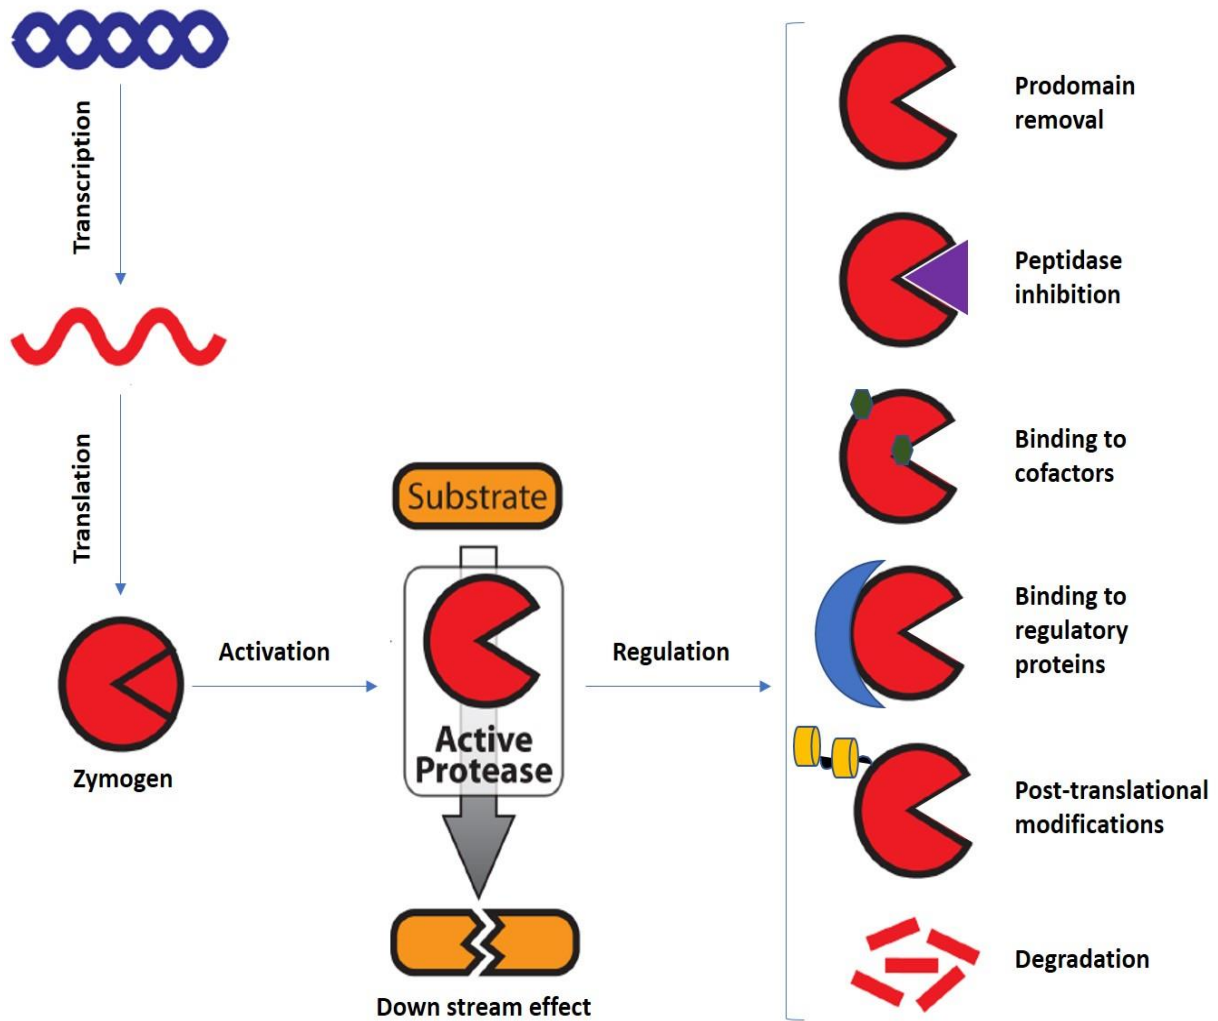 Transcription
Translation
Zymogen
Activation
Substrate
Active
Protease
Down stream effect
Regulation
Prodomain
removal
Peptidase
inhibition
Binding to
cofactors
Binding to
regulatory
proteins
Post-translational
modifications
Degradation